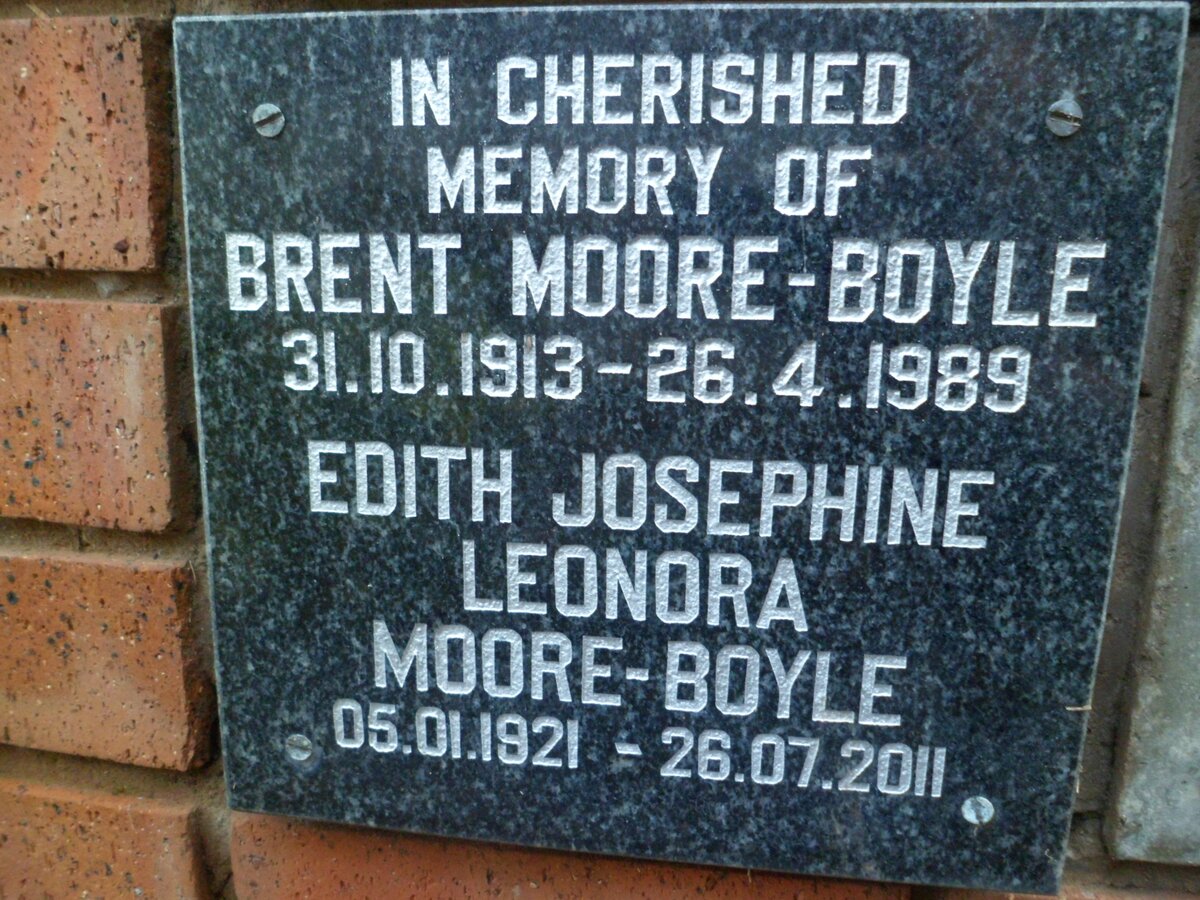 IN CHERISHED
MEMORY OF
BRENT MOORE-BOYLE
31.10.1913-26.4.1989
EDITH JOSEPHINE
LEONORA
MOORE-BOYLE
05.01.1921 - 26.07.2011